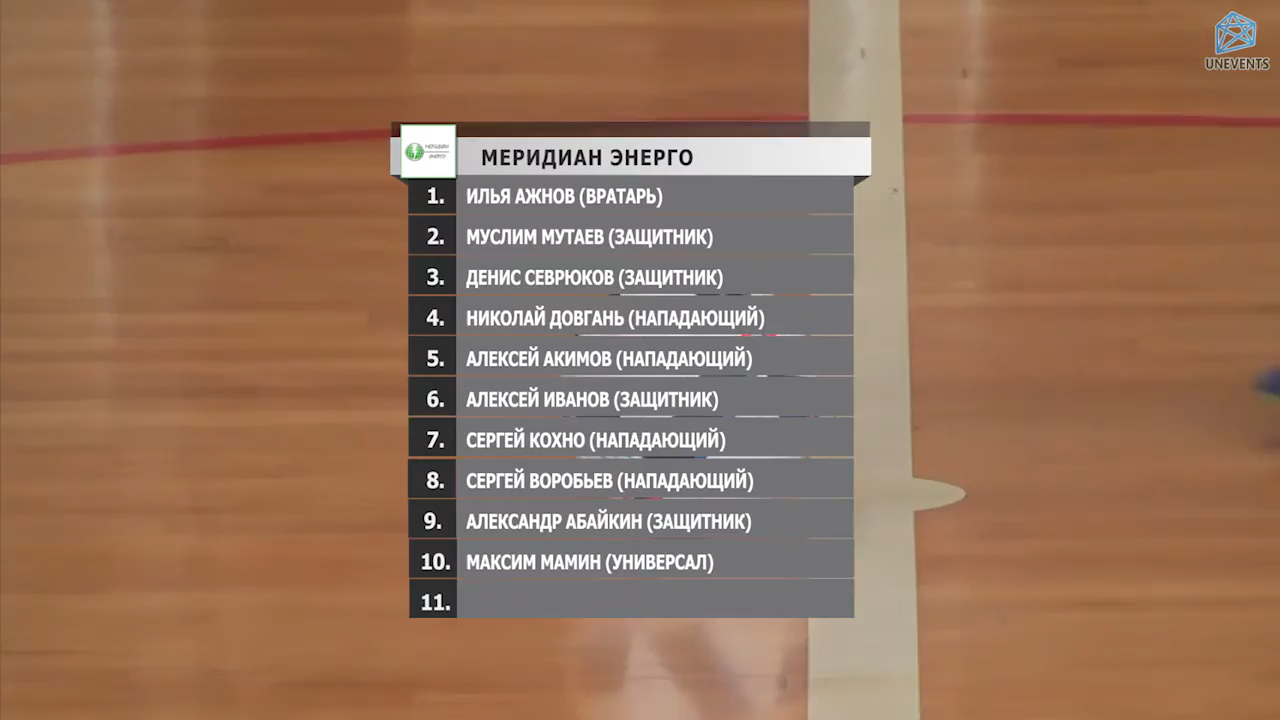 UNEVENTS
МЕРИДИАН ЭНЕРГО
МЕРИДИАН
ЭНЕРГО
1. ИЛЬЯ АЖНОВ (ВРАТАРЬ)
2. МУСЛИМ МУТАЕВ (ЗАЩИТНИК)
3. ДЕНИС СЕВРЮКОВ (ЗАЩИТНИК)
4. НИКОЛАЙ ДОВГАНЬ (НАПАДАЮЩИЙ)
5. АЛЕКСЕЙ АКИМОВ (НАПАДАЮЩИЙ)
6. АЛЕКСЕЙ ИВАНОВ (ЗАЩИТНИК)
7. СЕРГЕЙ КОХНО (НАПАДАЮЩИЙ)
8. СЕРГЕЙ ВОРОБЬЕВ (НАПАДАЮЩИЙ)
9. АЛЕКСАНДР АБАЙКИН (ЗАЩИТНИК)
10. МАКСИМ МАМИН (УНИВЕРСАЛ)
11.